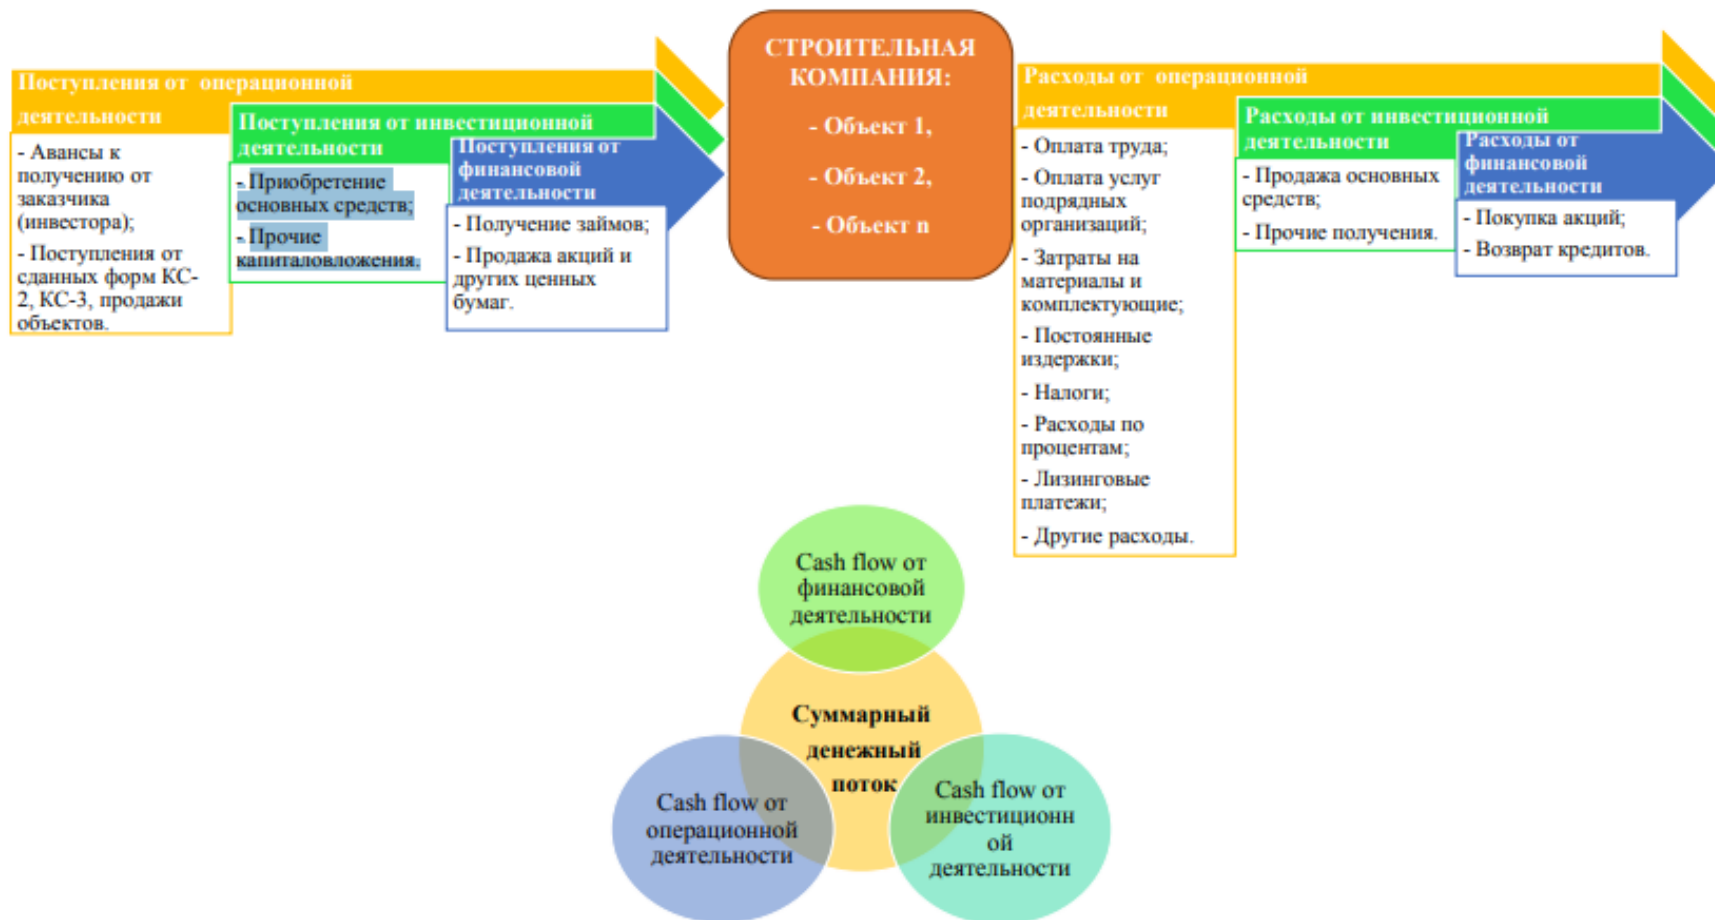 Поступления от операционной
деятельности
- Авансы к
получению от
заказчика
(инвестора);
- Поступления от
сданных форм КС-
2, КС-3, продажи
объектов.
Поступления от инвестиционной
деятельности
- Приобретение
основных средств;
- Прочие
капиталовложения.
Поступления от
финансовой
деятельности
- Получение займов;
- Продажа акций и
других ценных
бумаг.
СТРОИТЕЛЬНАЯ
КОМПАНИЯ:
- Объект 1,
- Объект 2,
- Объект n
Расходы от операционной
деятельности
- Оплата труда;
- Оплата услуг
подрядных
организаций;
- Затраты на
материалы и
комплектующие;
- Постоянные
издержки;
- Налоги;
- Расходы по
процентам;
- Лизинговые
платежи;
- Другие расходы.
Расходы от инвестиционной
деятельности
- Продажа основных
средств;
- Прочие получения.
Расходы от
финансовой
деятельности
- Покупка акций;
- Возврат кредитов.
Cash flow от
финансовой
деятельности
Суммарный
денежный
поток
Cash flow от
операционной
деятельности
Cash flow от
инвестиционн
ой
деятельности